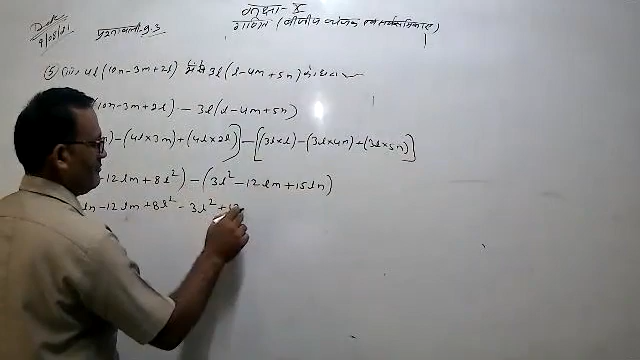 कक्षा-8
Date 9/08/21 प्रश्नावली 9.3 गणित (बीजीय व्यंजक एवं सर्वसमिकाएँ)
(5) 4l(10n-3m+2l) में से 3l(l-4m+5n) को घटा
(10n-3m+2l) - 3l(l-4m+5n)
)-(4l×3m)+(4l×2l)]-[(3l×l)-(3l×4m)+(3l×5n)]
-12lm+8l²)-(3l²-12lm+15ln)
ln-12lm+8l²-3l²+12